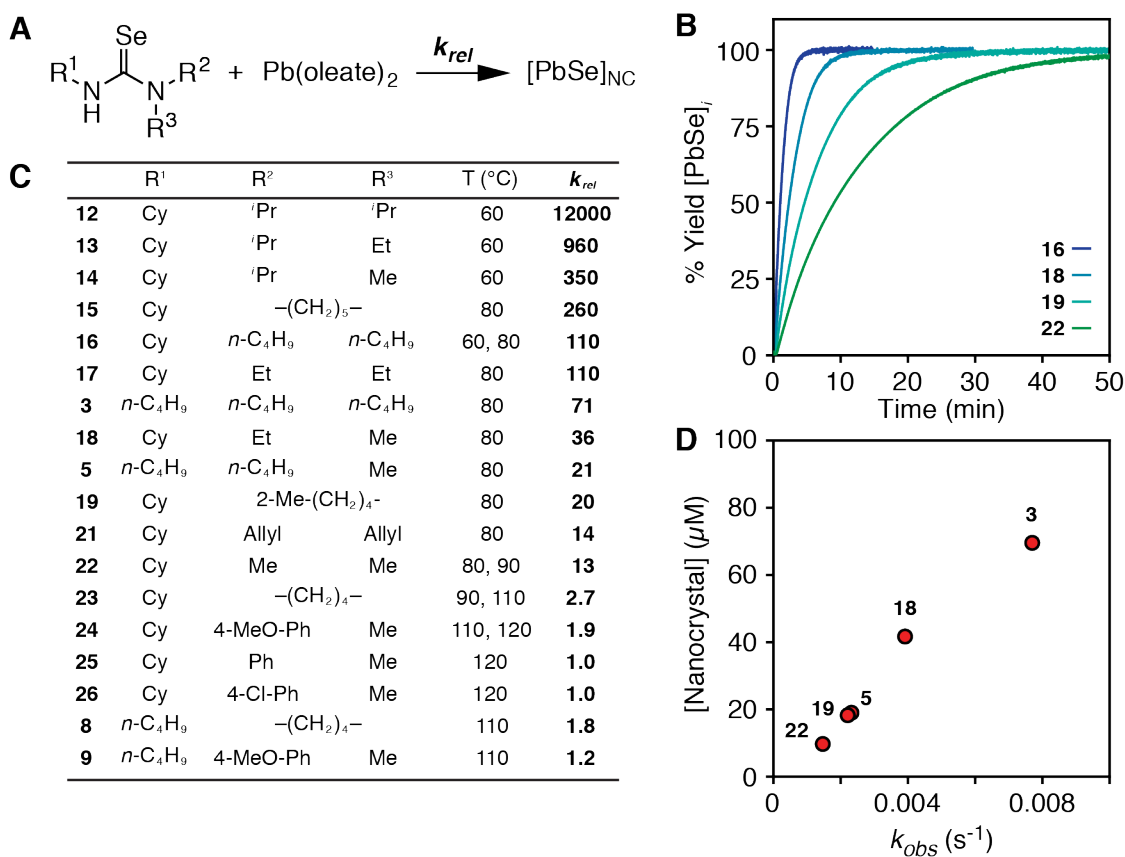 A
Se
R¹ R²
N N
H R³
+ Pb(oleate)₂ k_rel [PbSe]NC
C
R¹ R² R³ T (°C) k_rel
12 Cy ⁱPr ⁱPr 60 12000
13 Cy ⁱPr Et 60 960
14 Cy ⁱPr Me 60 350
15 Cy –(CH₂)₅– 80 260
16 Cy n-C₄H₉ n-C₄H₉ 60, 80 110
17 Cy Et Et 80 110
3 n-C₄H₉ n-C₄H₉ n-C₄H₉ 80 71
18 Cy Et Me 80 36
5 n-C₄H₉ n-C₄H₉ Me 80 21
19 Cy 2-Me-(CH₂)₄- 80 20
21 Cy Allyl Allyl 80 14
22 Cy Me Me 80, 90 13
23 Cy –(CH₂)₄– 90, 110 2.7
24 Cy 4-MeO-Ph Me 110, 120 1.9
25 Cy Ph Me 120 1.0
26 Cy 4-Cl-Ph Me 120 1.0
8 n-C₄H₉ –(CH₂)₄– 110 1.8
9 n-C₄H₉ 4-MeO-Ph Me 110 1.2
B
% Yield [PbSe]ᵢ
100
75
50
25
0
16
18
19
22
0 10 20 30 40 50
Time (min)
D
[Nanocrystal] (µM)
100
80
60
40
20
0
3
18
19 5
22
0 0.004 0.008
k_obs (s⁻¹)